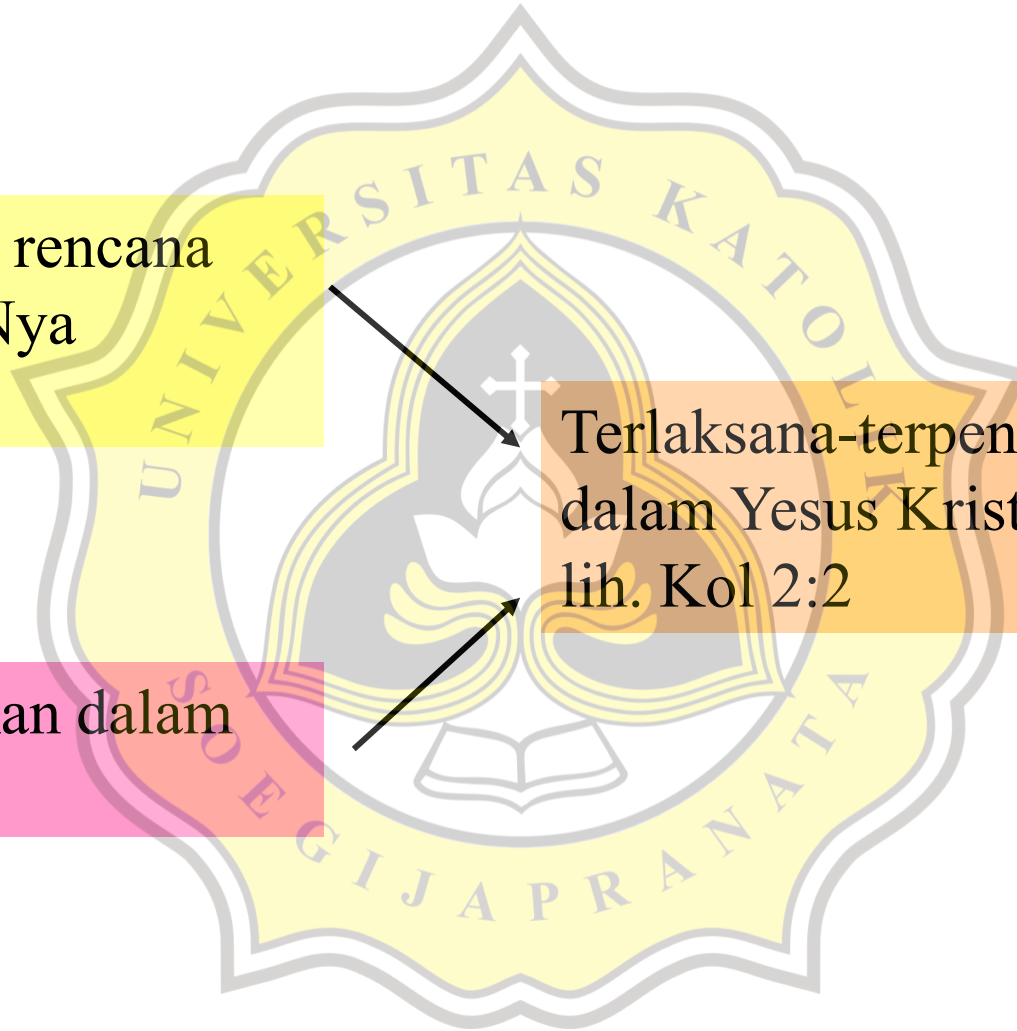 UNIVERSITAS KATOLIK
rencana
Nya
Terlaksana-terpen
dalam Yesus Krist
lih. Kol 2:2
an dalam
SOEGIJAPRANATA